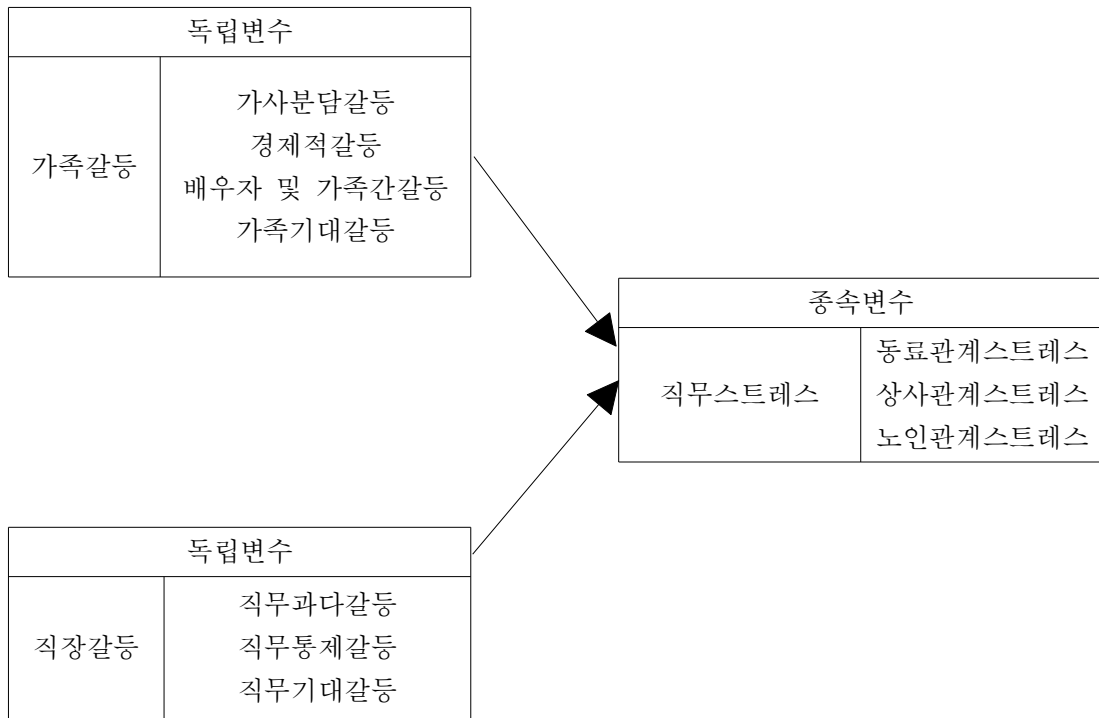 독립변수
가족갈등
가사분담갈등
경제적갈등
배우자 및 가족간갈등
가족기대갈등
종속변수
직무스트레스
동료관계스트레스
상사관계스트레스
노인관계스트레스
독립변수
직장갈등
직무과다갈등
직무통제갈등
직무기대갈등